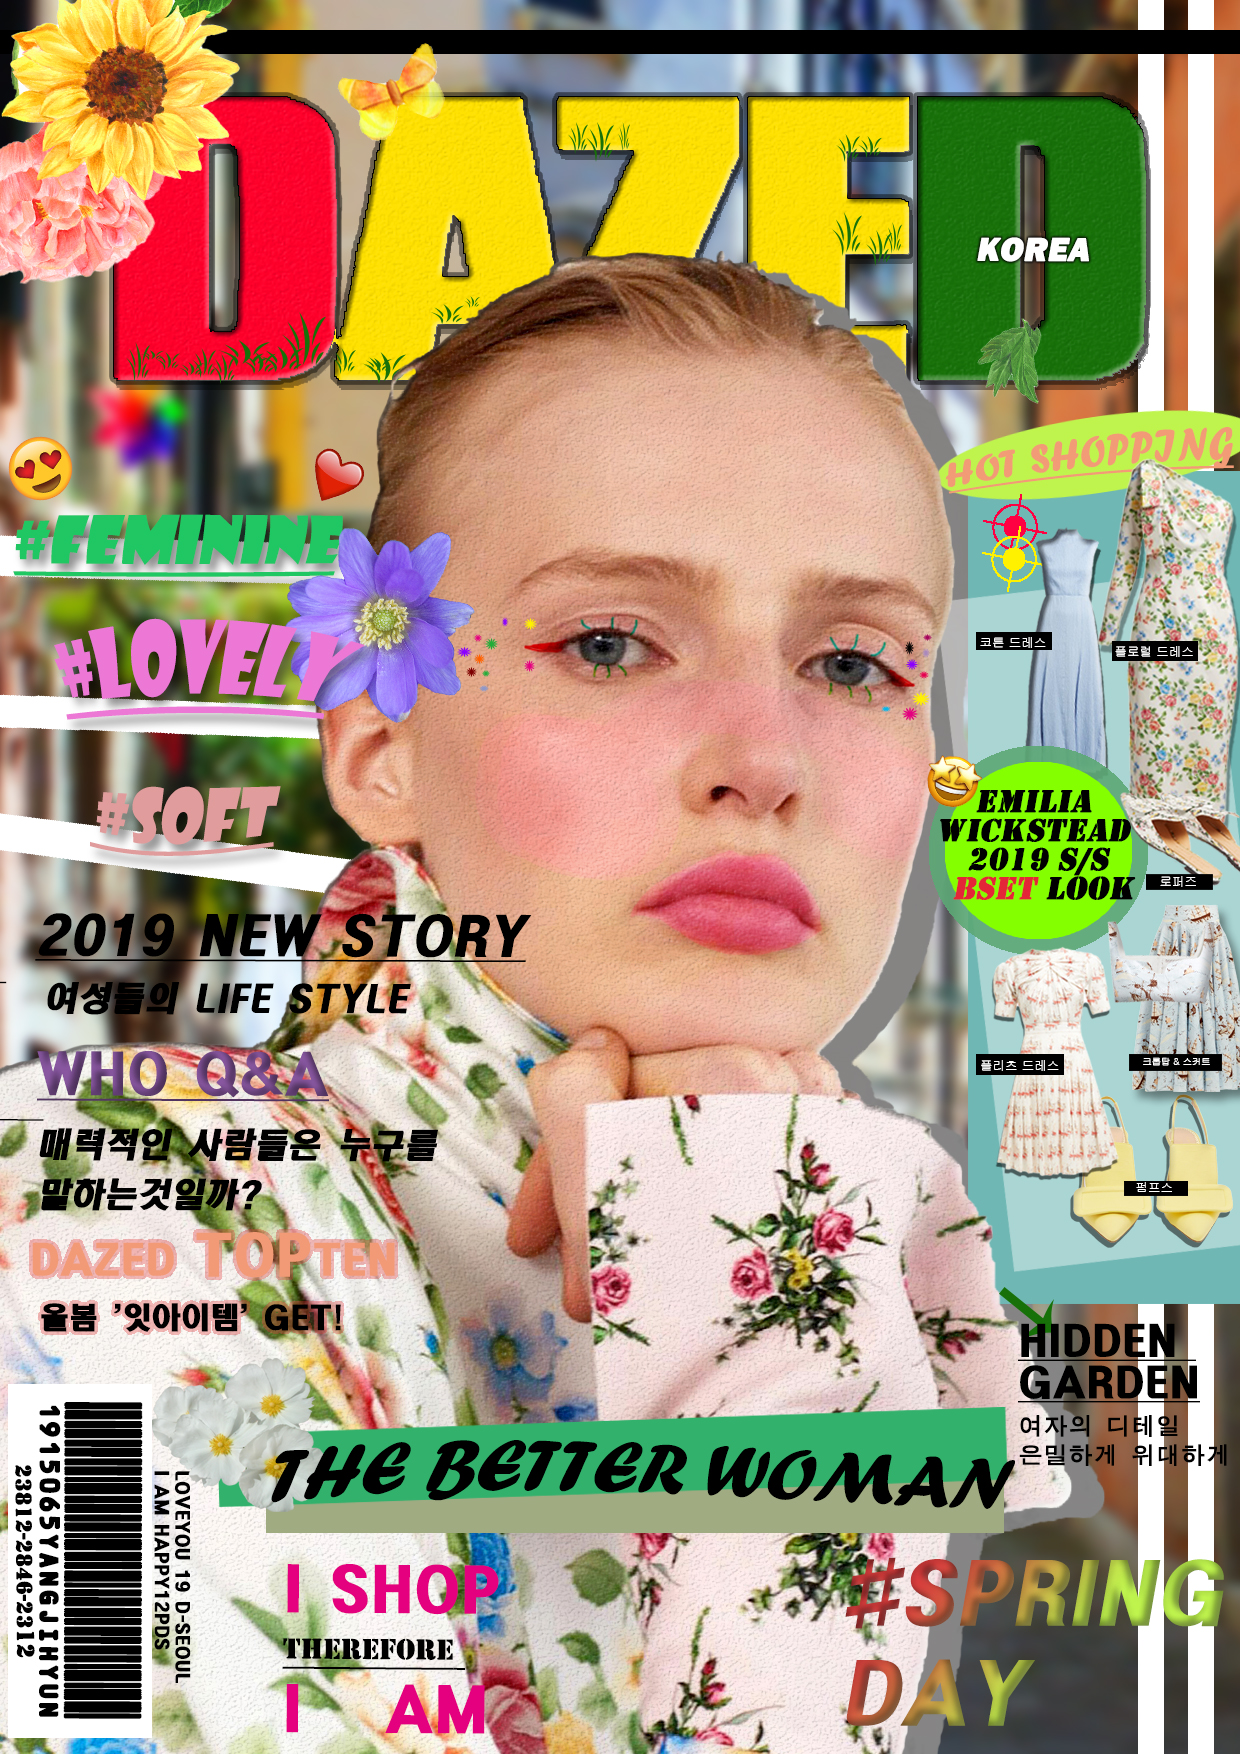 DAZED
KOREA
HOT SHOPPING
#FEMININE
#LOVELY
#SOFT
코튼 드레스
플로럴 드레스
EMILIA
WICKSTEAD
2019 S/S
BSET LOOK
로퍼즈
플리츠 드레스
크롭탑 & 스커트
펌프스
2019 NEW STORY
여성들의 LIFE STYLE
WHO Q&A
매력적인 사람들은 누구를
말하는것일까?
DAZED TOPTEN
올봄 '잇아이템' GET!
HIDDEN
GARDEN
여자의 디테일
은밀하게 위대하게
THE BETTER WOMAN
I SHOP
THEREFORE
I AM
#SPRING
DAY
LOVEYOU 19 D-SEOUL
I AM HAPPY12PDS
1915065YANGJIHYUN
23812-2846-2312